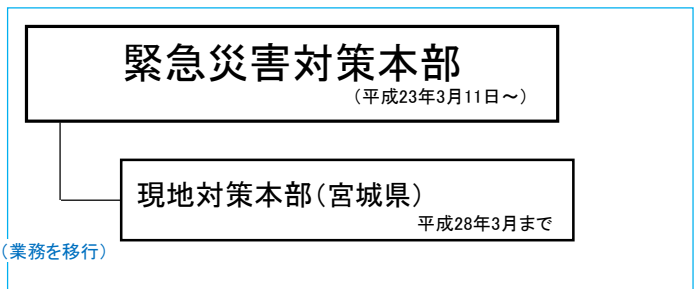 緊急災害対策本部
（平成23年3月11日～）
現地対策本部（宮城県）
平成28年3月まで
（業務を移行）